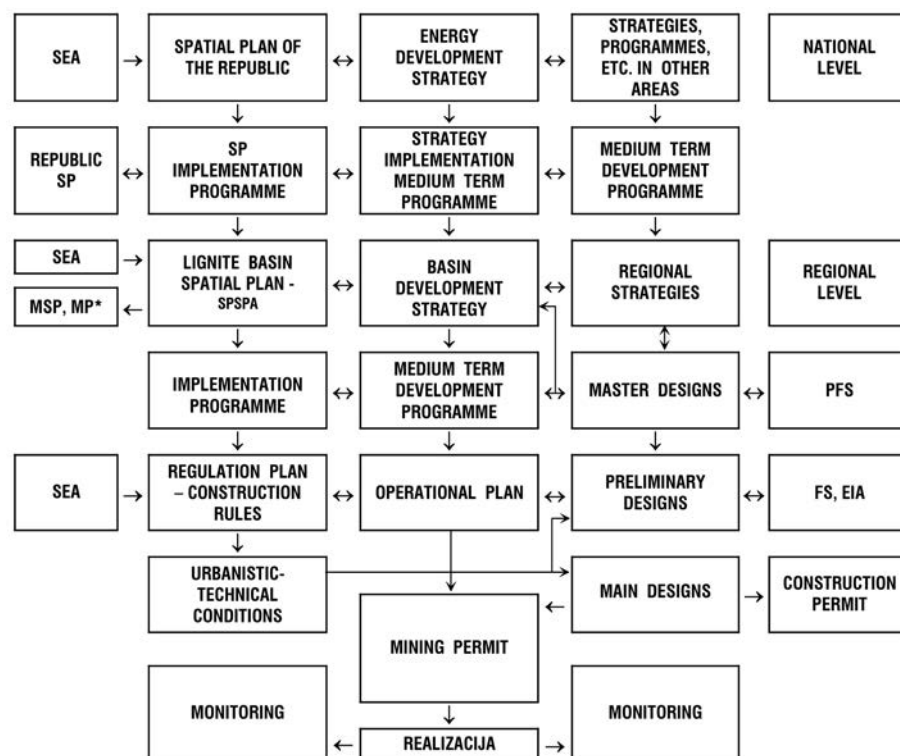 SEA
SPATIAL PLAN OF
THE REPUBLIC
ENERGY
DEVELOPMENT
STRATEGY
STRATEGIES,
PROGRAMMES,
ETC. IN OTHER
AREAS
NATIONAL
LEVEL
REPUBLIC
SP
SP
IMPLEMENTATION
PROGRAMME
STRATEGY
IMPLEMENTATION
MEDIUM TERM
PROGRAMME
MEDIUM TERM
DEVELOPMENT
PROGRAMME
SEA
MSP, MP*
LIGNITE BASIN
SPATIAL PLAN -
SPSPA
BASIN
DEVELOPMENT
STRATEGY
REGIONAL
STRATEGIES
REGIONAL
LEVEL
IMPLEMENTATION
PROGRAMME
MEDIUM TERM
DEVELOPMENT
PROGRAMME
MASTER DESIGNS
PFS
SEA
REGULATION PLAN
– CONSTRUCTION
RULES
OPERATIONAL PLAN
PRELIMINARY
DESIGNS
FS, EIA
URBANISTIC-
TECHNICAL
CONDITIONS
MAIN DESIGNS
CONSTRUCTION
PERMIT
MINING PERMIT
MONITORING
REALIZACIJA
MONITORING